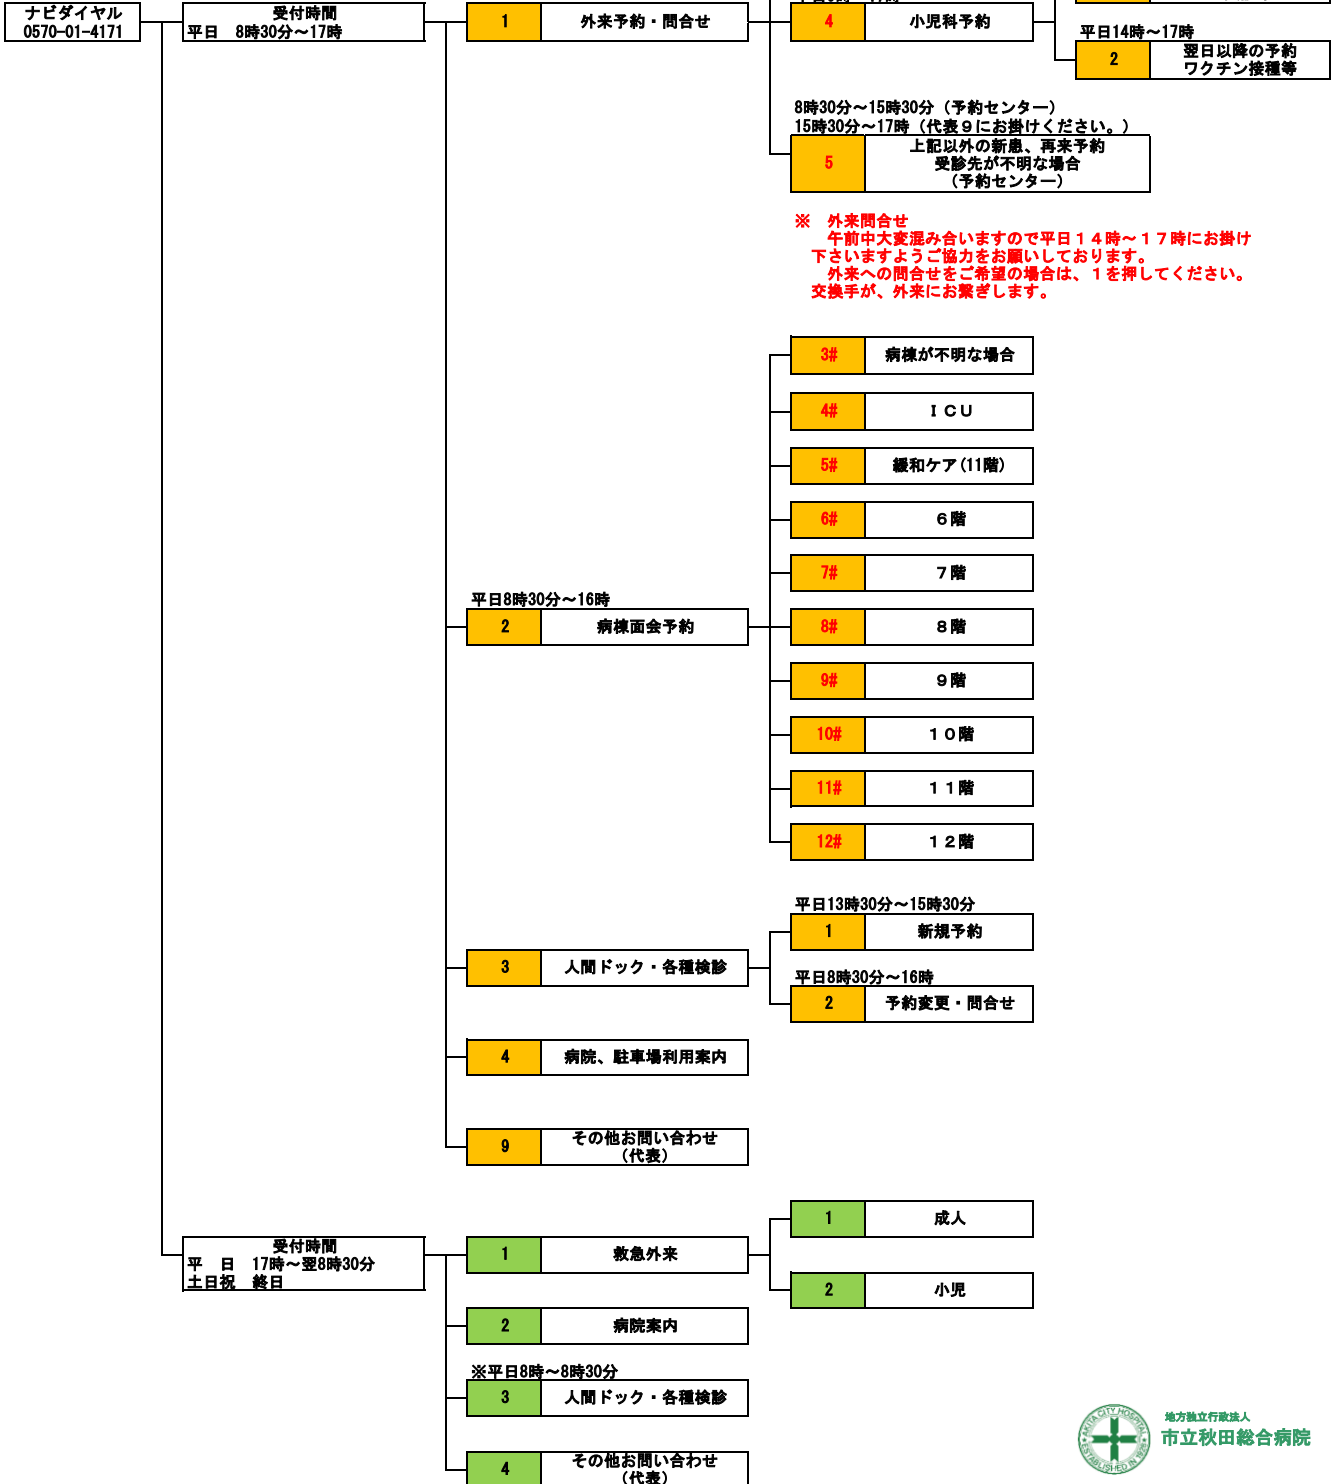 ナビダイヤル
0570-01-4171
受付時間
平日　8時30分～17時
1　外来予約・問合せ
4　小児科予約
平日14時～17時
2　翌日以降の予約
ワクチン接種等
8時30分～15時30分（予約センター）
15時30分～17時（代表９にお掛けください。）
5　上記以外の新患、再来予約
受診先が不明な場合
（予約センター）
※　外来問合せ
午前中大変混み合いますので平日１４時～１７時にお掛け
下さいますようご協力をお願いしております。
外来への問合せをご希望の場合は、１を押してください。
交換手が、外来にお繋ぎします。
3#　病棟が不明な場合
4#　ＩＣＵ
5#　緩和ケア(11階)
6#　６階
7#　７階
平日8時30分～16時
2　病棟面会予約
8#　８階
9#　９階
10#　１０階
11#　１１階
12#　１２階
平日13時30分～15時30分
1　新規予約
3　人間ドック・各種検診
平日8時30分～16時
2　予約変更・問合せ
4　病院、駐車場利用案内
9　その他お問い合わせ
（代表）
受付時間
平　日　17時～翌8時30分
土日祝　終日
1　救急外来
1　成人
2　小児
2　病院案内
※平日8時～8時30分
3　人間ドック・各種検診
4　その他お問い合わせ
（代表）
AKITA CITY HOSPITAL
ESTABLISHED IN 1928
地方独立行政法人
市立秋田総合病院